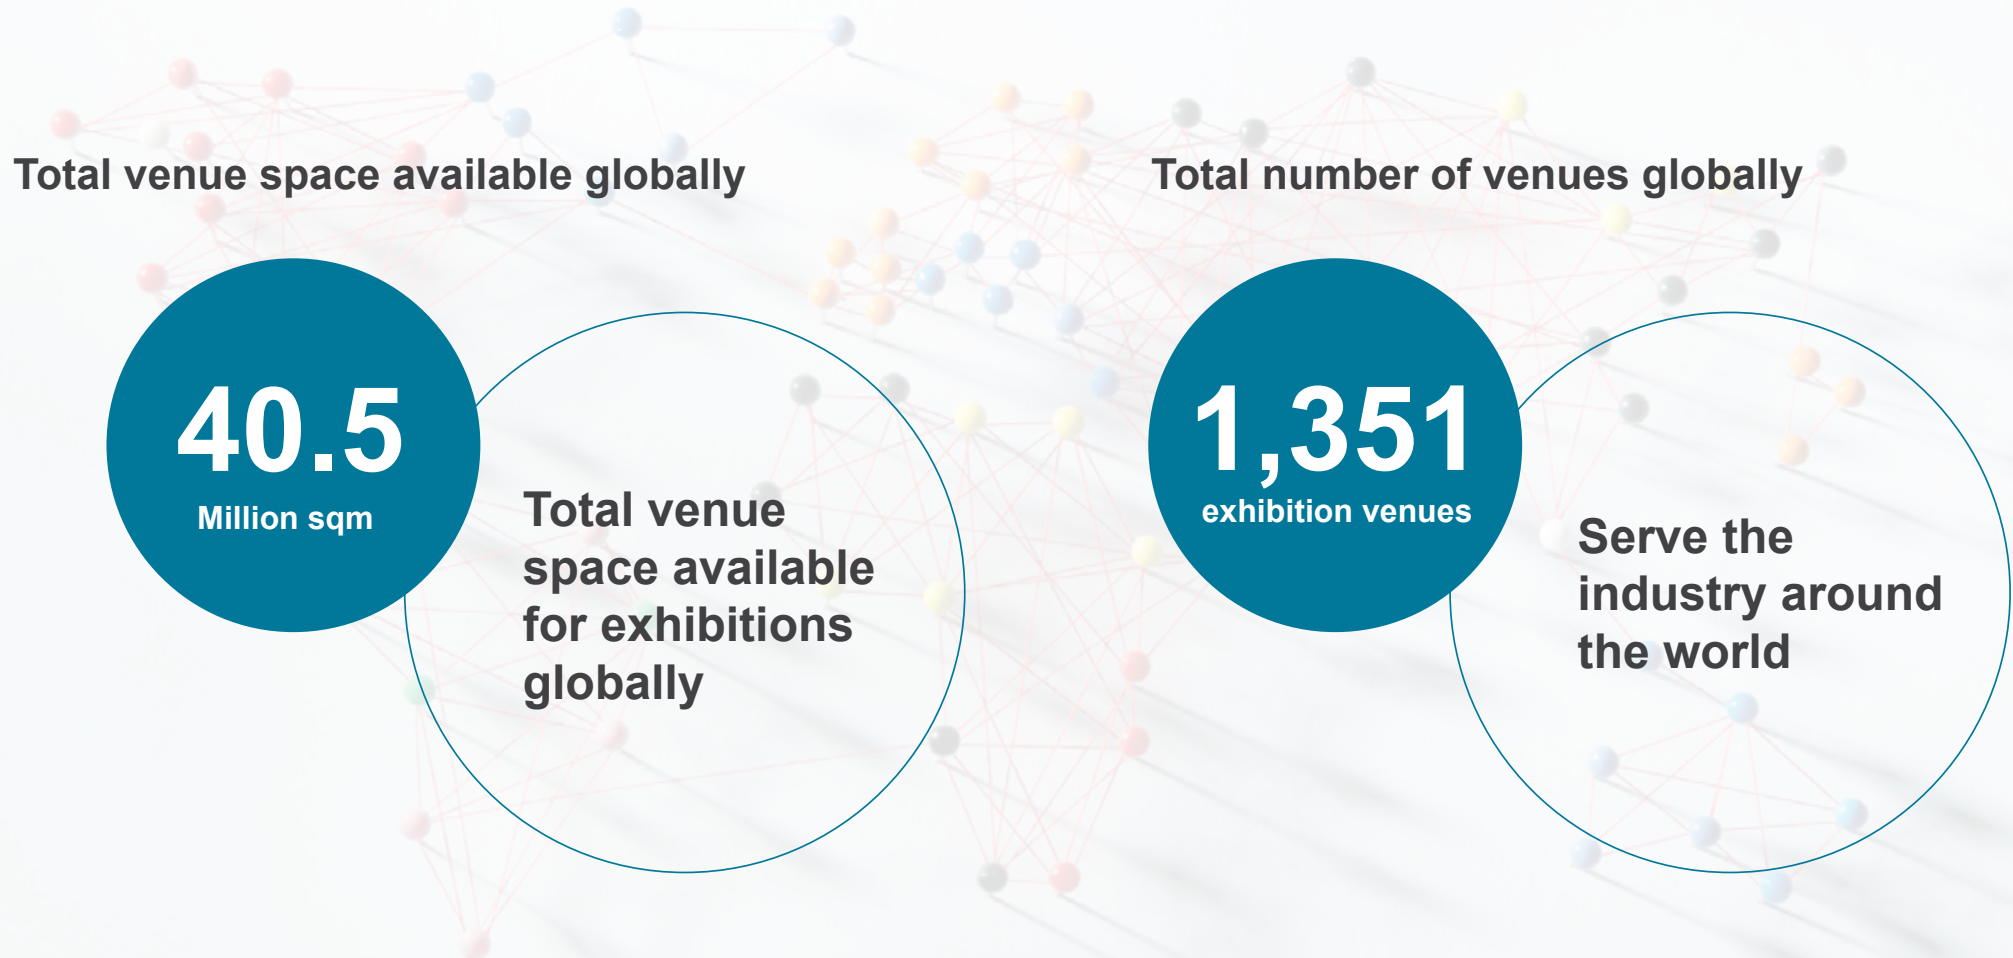 Total venue space available globally
40.5
Million sqm
Total venue
space available
for exhibitions
globally
Total number of venues globally
1,351
exhibition venues
Serve the
industry around
the world